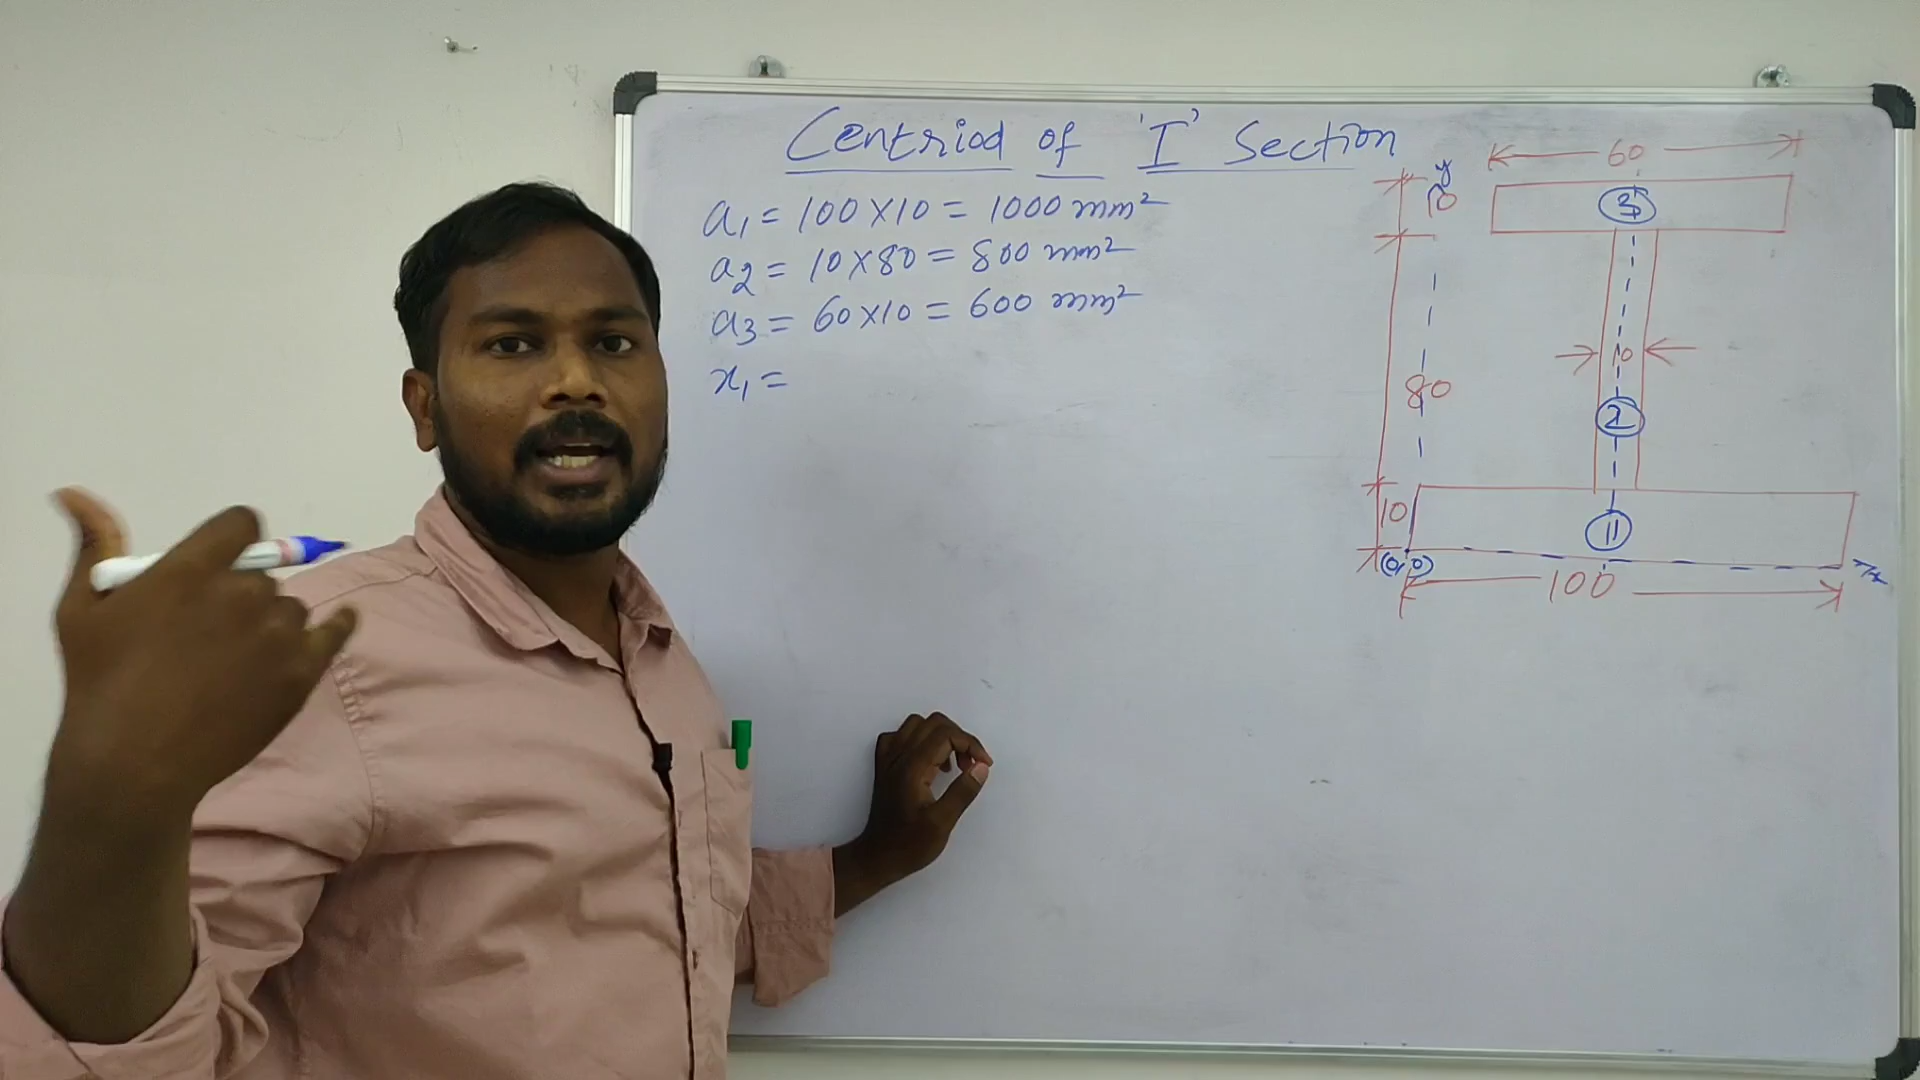 Centriod of 'I' Section
a₁ = 100 X 10 = 1000 mm²
a₂ = 10 X 80 = 800 mm²
a₃ = 60 X 10 = 600 mm²
x₁ =
60
y
10
3
10
80
2
10
1
(0,0)
x
100